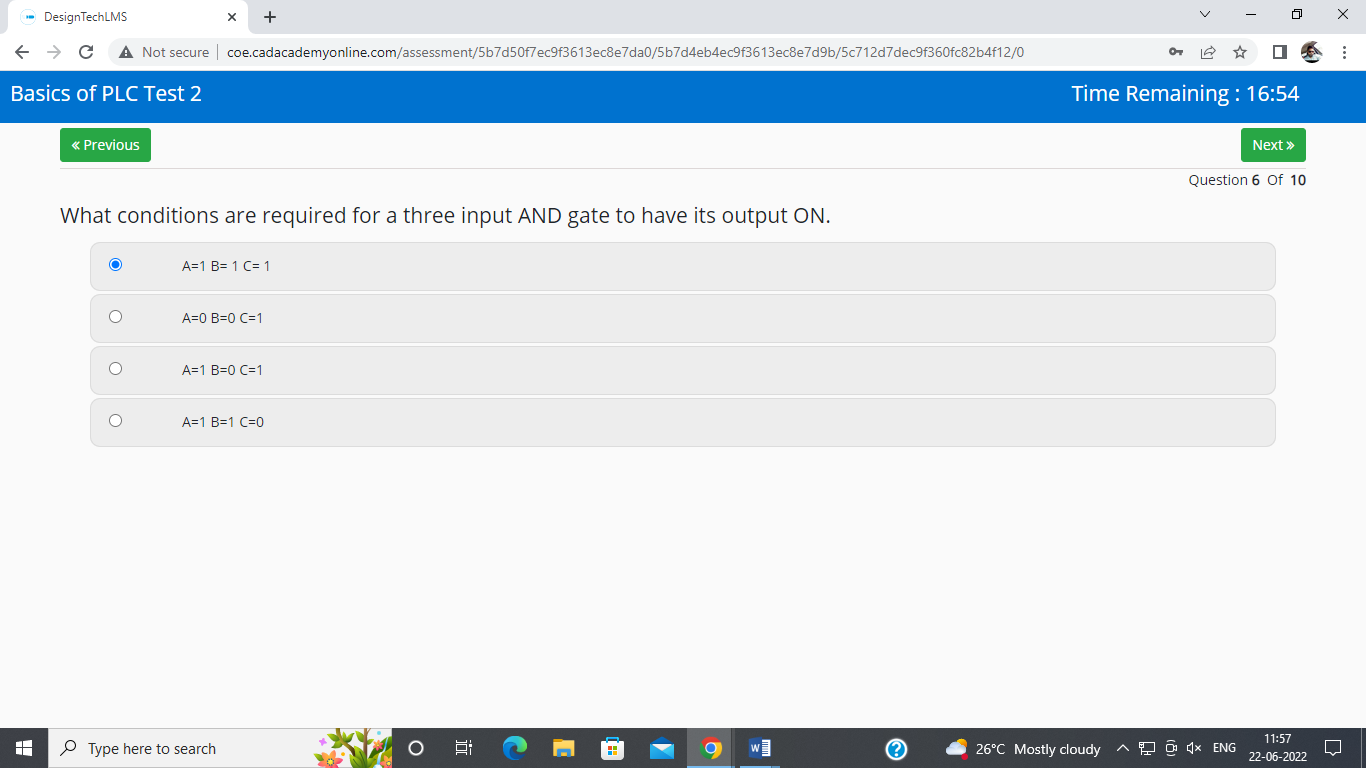 DesignTechLMS
Not secure
coe.cadacademyonline.com/assessment/5b7d50f7ec9f3613ec8e7da0/5b7d4eb4ec9f3613ec8e7d9b/5c712d7dec9f360fc82b4f12/0
Basics of PLC Test 2
Time Remaining : 16:54
« Previous
Next »
Question 6 Of 10
What conditions are required for a three input AND gate to have its output ON.
A=1 B= 1 C= 1
A=0 B=0 C=1
A=1 B=0 C=1
A=1 B=1 C=0
Type here to search
26°C Mostly cloudy
ENG
11:57
22-06-2022